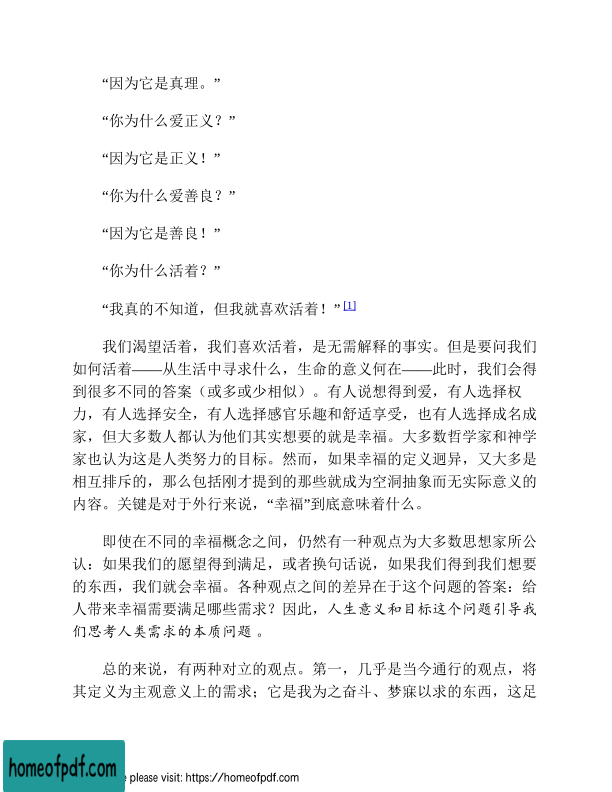 “因为它是真理。”
“你为什么爱正义？”
“因为它是正义！”
“你为什么爱善良？”
“因为它是善良！”
“你为什么活着？”
“我真的不知道，但我就喜欢活着！” [1]
我们渴望活着，我们喜欢活着，是无需解释的事实。但是要问我们
如何活着——从生活中寻求什么，生命的意义何在——此时，我们会得
到很多不同的答案（或多或少相似）。有人说想得到爱，有人选择权
力，有人选择安全，有人选择感官乐趣和舒适享受，也有人选择成名成
家，但大多数人都认为他们其实想要的就是幸福。大多数哲学家和神学
家也认为这是人类努力的目标。然而，如果幸福的定义迥异，又大多是
相互排斥的，那么包括刚才提到的那些就成为空洞抽象而无实际意义的
内容。关键是对于外行来说，“幸福”到底意味着什么。
即使在不同的幸福概念之间，仍然有一种观点为大多数思想家所公
认：如果我们的愿望得到满足，或者换句话说，如果我们得到我们想要
的东西，我们就会幸福。各种观点之间的差异在于这个问题的答案：给
人带来幸福需要满足哪些需求？因此，人生意义和目标这个问题引导我
们思考人类需求的本质问题 。
总的来说，有两种对立的观点。第一，几乎是当今通行的观点，将
其定义为主观意义上的需求；它是我为之奋斗、梦寐以求的东西，这足
homeofpdf.com
e please visit: https://homeofpdf.com